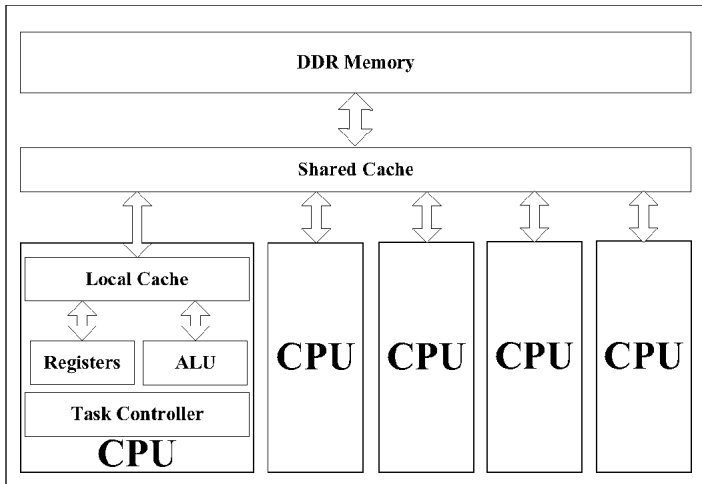 DDR Memory
Shared Cache
Local Cache
Registers
ALU
Task Controller
CPU
CPU
CPU
CPU
CPU